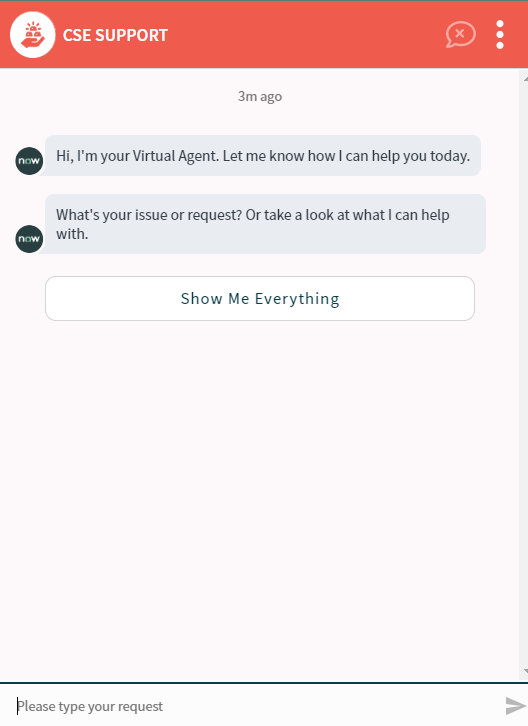 CSE SUPPORT
3m ago
now
Hi, I'm your Virtual Agent. Let me know how I can help you today.
now
What's your issue or request? Or take a look at what I can help
with.
Show Me Everything
Please type your request